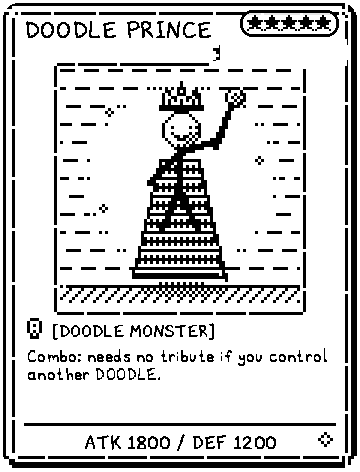 DOODLE PRINCE
[DOODLE MONSTER]
Combo: needs no tribute if you control
another DOODLE.
ATK 1800 / DEF 1200